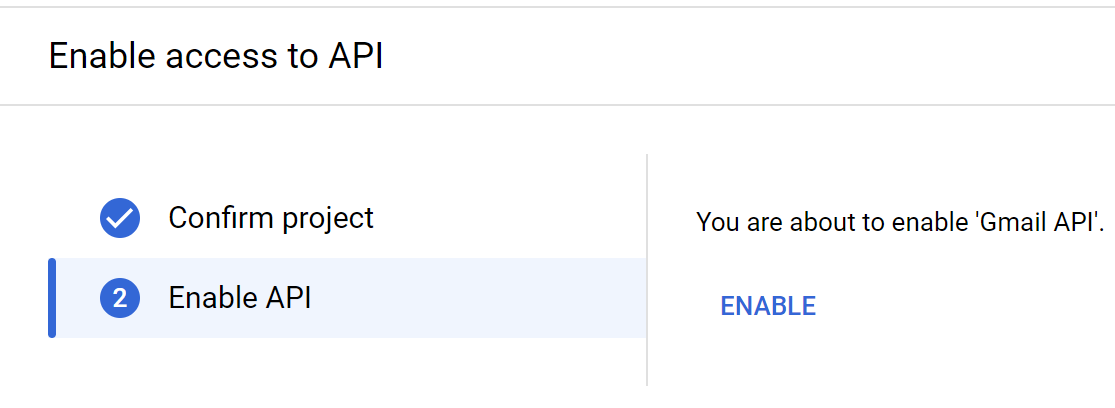 Enable access to API
Confirm project
2 Enable API
You are about to enable 'Gmail API'.
ENABLE